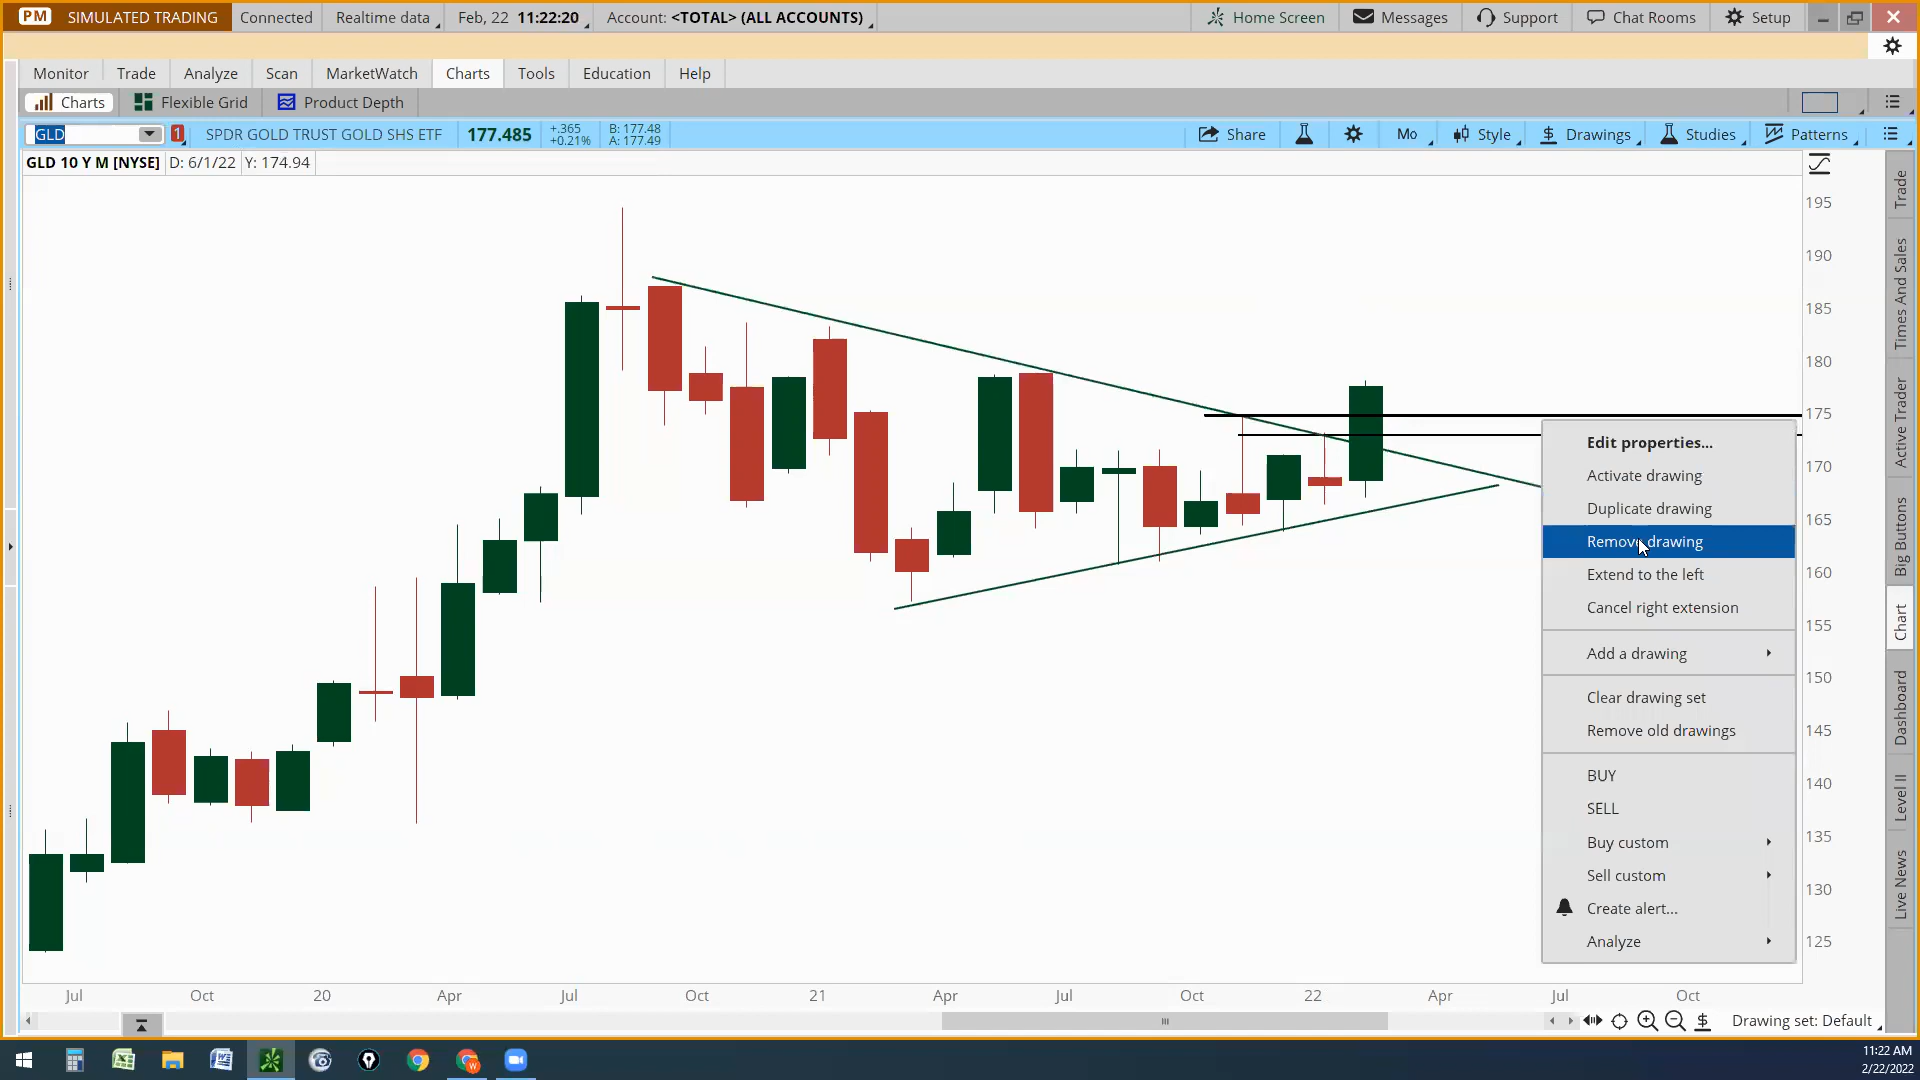 PM SIMULATED TRADING Connected Realtime data Feb, 22 11:22:20 Account: <TOTAL> (ALL ACCOUNTS) Home Screen Messages Support Chat Rooms Setup
Monitor Trade Analyze Scan MarketWatch Charts Tools Education Help
Charts Flexible Grid Product Depth
GLD 1 SPDR GOLD TRUST GOLD SHS ETF 177.485 +.365 B: 177.48 Share Mo Style $ Drawings Studies Patterns
+0.21% A: 177.49
GLD 10 Y M [NYSE] D: 6/1/22 Y: 174.94
195
190
185
180
175
170
165
160
155
150
145
140
135
130
125
Edit properties...
Activate drawing
Duplicate drawing
Remove drawing
Extend to the left
Cancel right extension
Add a drawing
Clear drawing set
Remove old drawings
BUY
SELL
Buy custom
Sell custom
Create alert...
Analyze
Trade
Times And Sales
Active Trader
Big Buttons
Chart
Dashboard
Level II
Live News
Jul Oct 20 Apr Jul Oct 21 Apr Jul Oct 22 Apr Jul Oct
$ Drawing set: Default
11:22 AM
2/22/2022